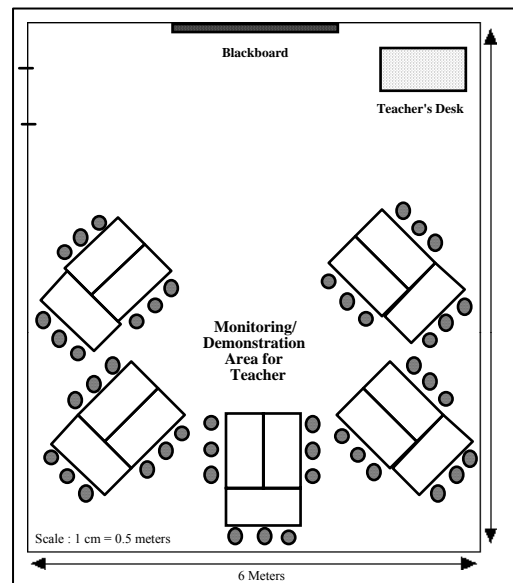 Blackboard
Teacher's Desk
Monitoring/
Demonstration
Area for
Teacher
Scale : 1 cm = 0.5 meters
6 Meters